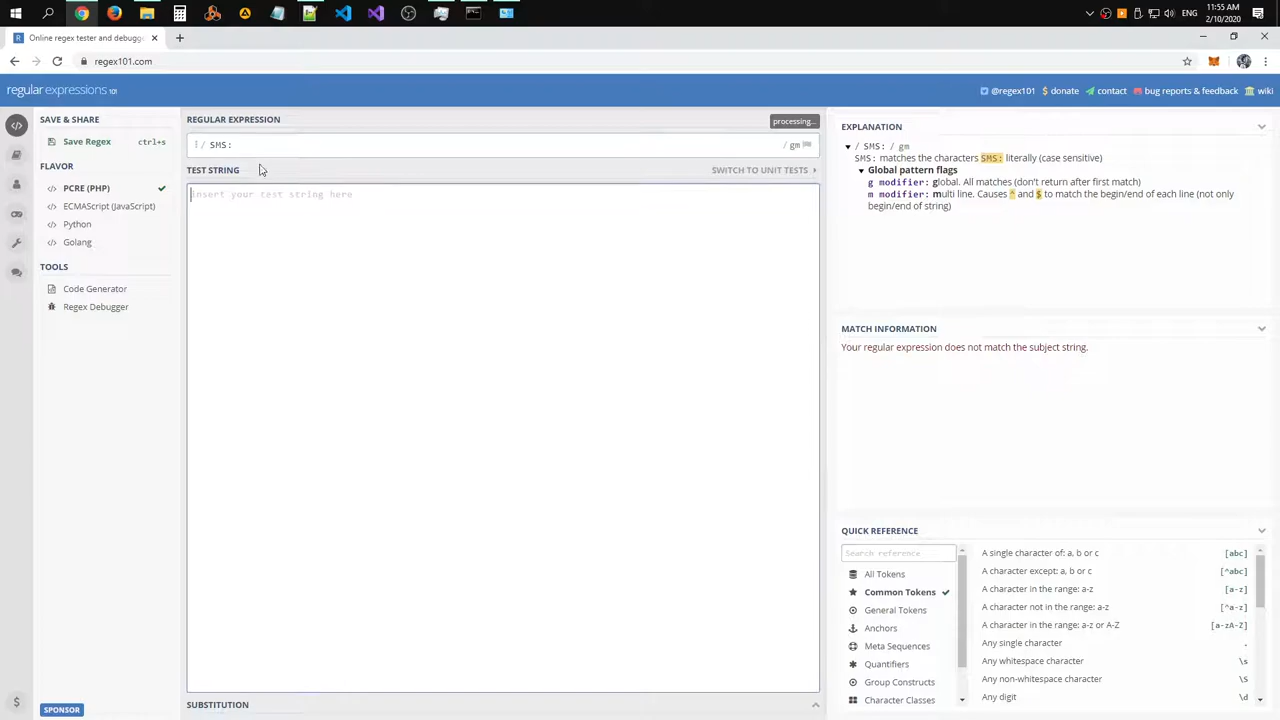 11:55 AM
ENG
2/10/2020
Online regex tester and debugge
regex101.com
regular expressions 101
@regex101
donate
contact
bug reports & feedback
wiki
SAVE & SHARE
Save Regex ctrl+s
FLAVOR
PCRE (PHP)
ECMAScript (JavaScript)
Python
Golang
TOOLS
Code Generator
Regex Debugger
SPONSOR
REGULAR EXPRESSION
processing...
/ SMS: / gm
TEST STRING
SWITCH TO UNIT TESTS
insert your test string here
SUBSTITUTION
EXPLANATION
/ SMS: / gm
SMS: matches the characters SMS: literally (case sensitive)
Global pattern flags
g modifier: global. All matches (don't return after first match)
m modifier: multi line. Causes ^ and $ to match the begin/end of each line (not only
begin/end of string)
MATCH INFORMATION
Your regular expression does not match the subject string.
QUICK REFERENCE
Search reference
All Tokens
Common Tokens
General Tokens
Anchors
Meta Sequences
Quantifiers
Group Constructs
Character Classes
A single character of: a, b or c [abc]
A character except: a, b or c [^abc]
A character in the range: a-z [a-z]
A character not in the range: a-z [^a-z]
A character in the range: a-z or A-Z [a-zA-Z]
Any single character .
Any whitespace character \s
Any non-whitespace character \S
Any digit \d